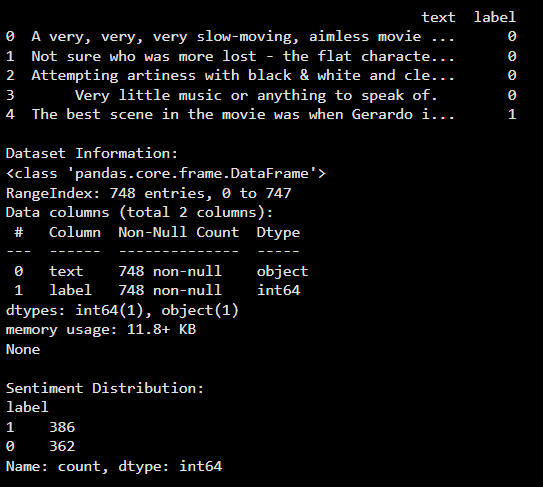 text  label
0  A very, very, very slow-moving, aimless movie ...      0
1  Not sure who was more lost - the flat characte...      0
2  Attempting artiness with black & white and cle...      0
3       Very little music or anything to speak of.        0
4  The best scene in the movie was when Gerardo i...      1

Dataset Information:
<class 'pandas.core.frame.DataFrame'>
RangeIndex: 748 entries, 0 to 747
Data columns (total 2 columns):
 #   Column  Non-Null Count  Dtype
---  ------  --------------  -----
 0   text    748 non-null    object
 1   label   748 non-null    int64
dtypes: int64(1), object(1)
memory usage: 11.8+ KB
None

Sentiment Distribution:
label
1    386
0    362
Name: count, dtype: int64